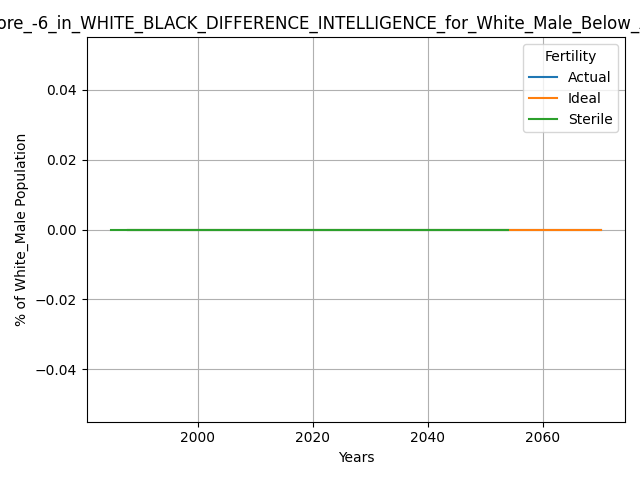 ore_-6_in_WHITE_BLACK_DIFFERENCE_INTELLIGENCE_for_White_Male_Below_
Fertility
Actual
Ideal
Sterile
0.04
0.02
0.00
−0.02
−0.04
% of White_Male Population
2000 2020 2040 2060
Years